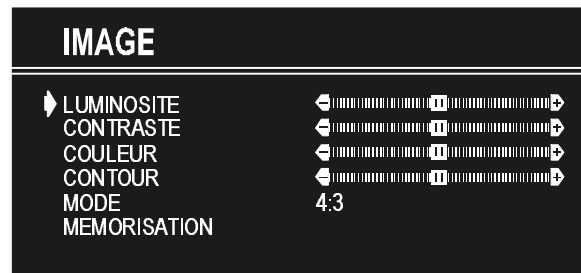 IMAGE
LUMINOSITE
CONTRASTE
COULEUR
CONTOUR
MODE 4:3
MEMORISATION